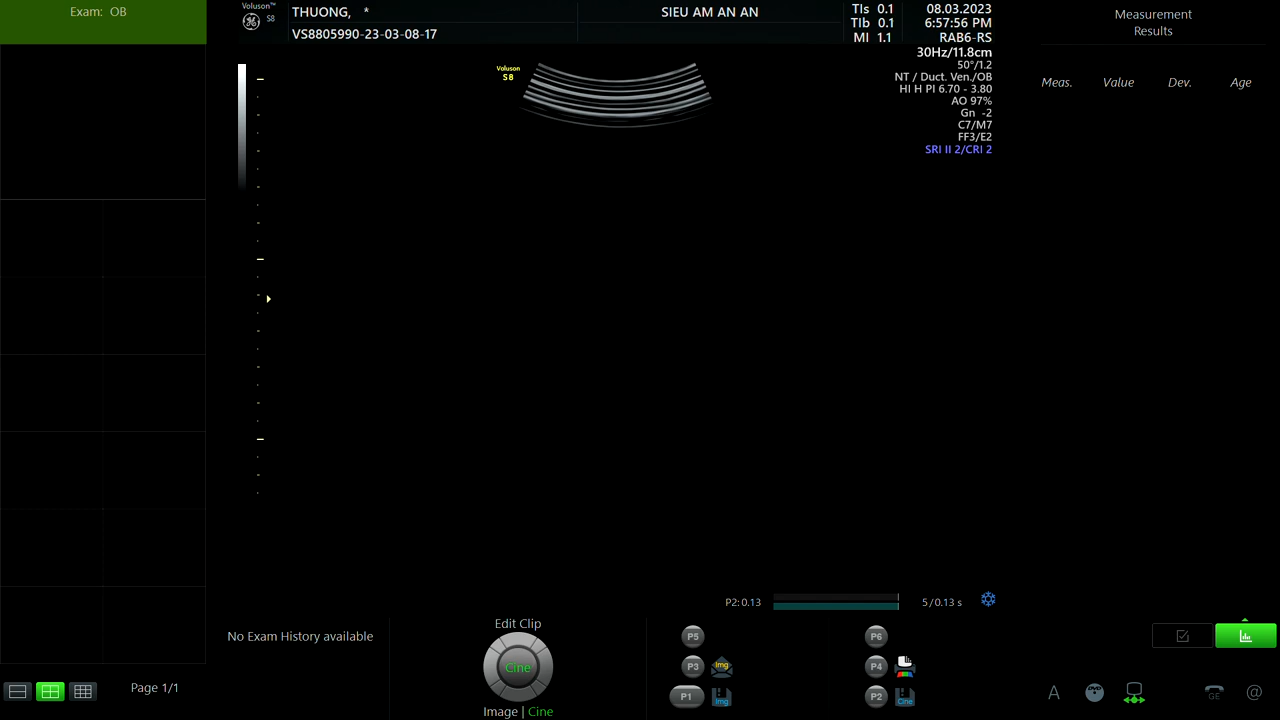 Exam: OB
Voluson™
S8
THUONG, *
VS8805990-23-03-08-17
SIEU AM AN AN
TIs 0.1
TIb 0.1
MI 1.1
08.03.2023
6:57:56 PM
RAB6-RS
Measurement
Results
Meas. Value Dev. Age
Voluson
S8
30Hz/11.8cm
50°/1.2
NT / Duct. Ven./OB
HI H PI 6.70 - 3.80
AO 97%
Gn -2
C7/M7
FF3/E2
SRI II 2/CRI 2
P2: 0.13
5 / 0.13 s
No Exam History available
Edit Clip
Cine
Image | Cine
P5
P3 Img
P1 Img
P6
P4
P2 Cine
Page 1/1
A
GE
@